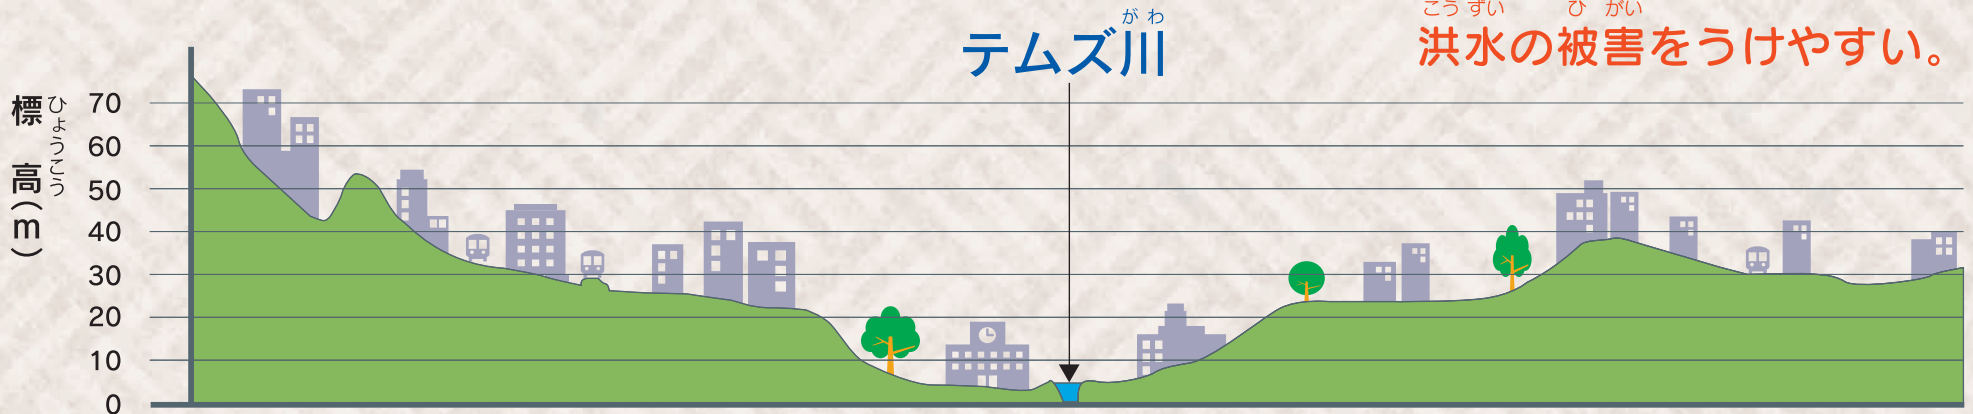 こうずい ひがい
洪水の被害をうけやすい。
がわ
テムズ川
ひょうこう
標高(m)
70
60
50
40
30
20
10
0